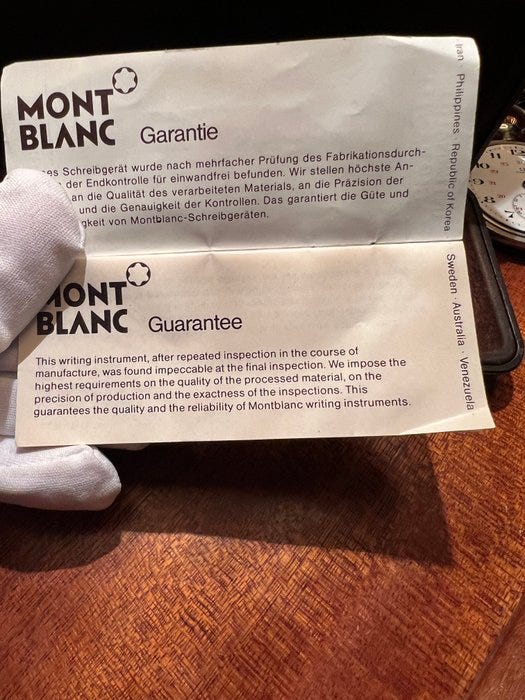 MONT
BLANC Garantie
es Schreibgerät wurde nach mehrfacher Prüfung des Fabrikationsdurch-
der Endkontrolle für einwandfrei befunden. Wir stellen höchste An-
an die Qualität des verarbeiteten Materials, an die Präzision der
und die Genauigkeit der Kontrollen. Das garantiert die Güte und
gkeit von Montblanc-Schreibgeräten.
Iran · Philippines · Republic of Korea
MONT
BLANC Guarantee
This writing instrument, after repeated inspection in the course of
manufacture, was found impeccable at the final inspection. We impose the
highest requirements on the quality of the processed material, on the
precision of production and the exactness of the inspections. This
guarantees the quality and the reliability of Montblanc writing instruments.
Sweden · Australia · Venezuela
11
10
9
8